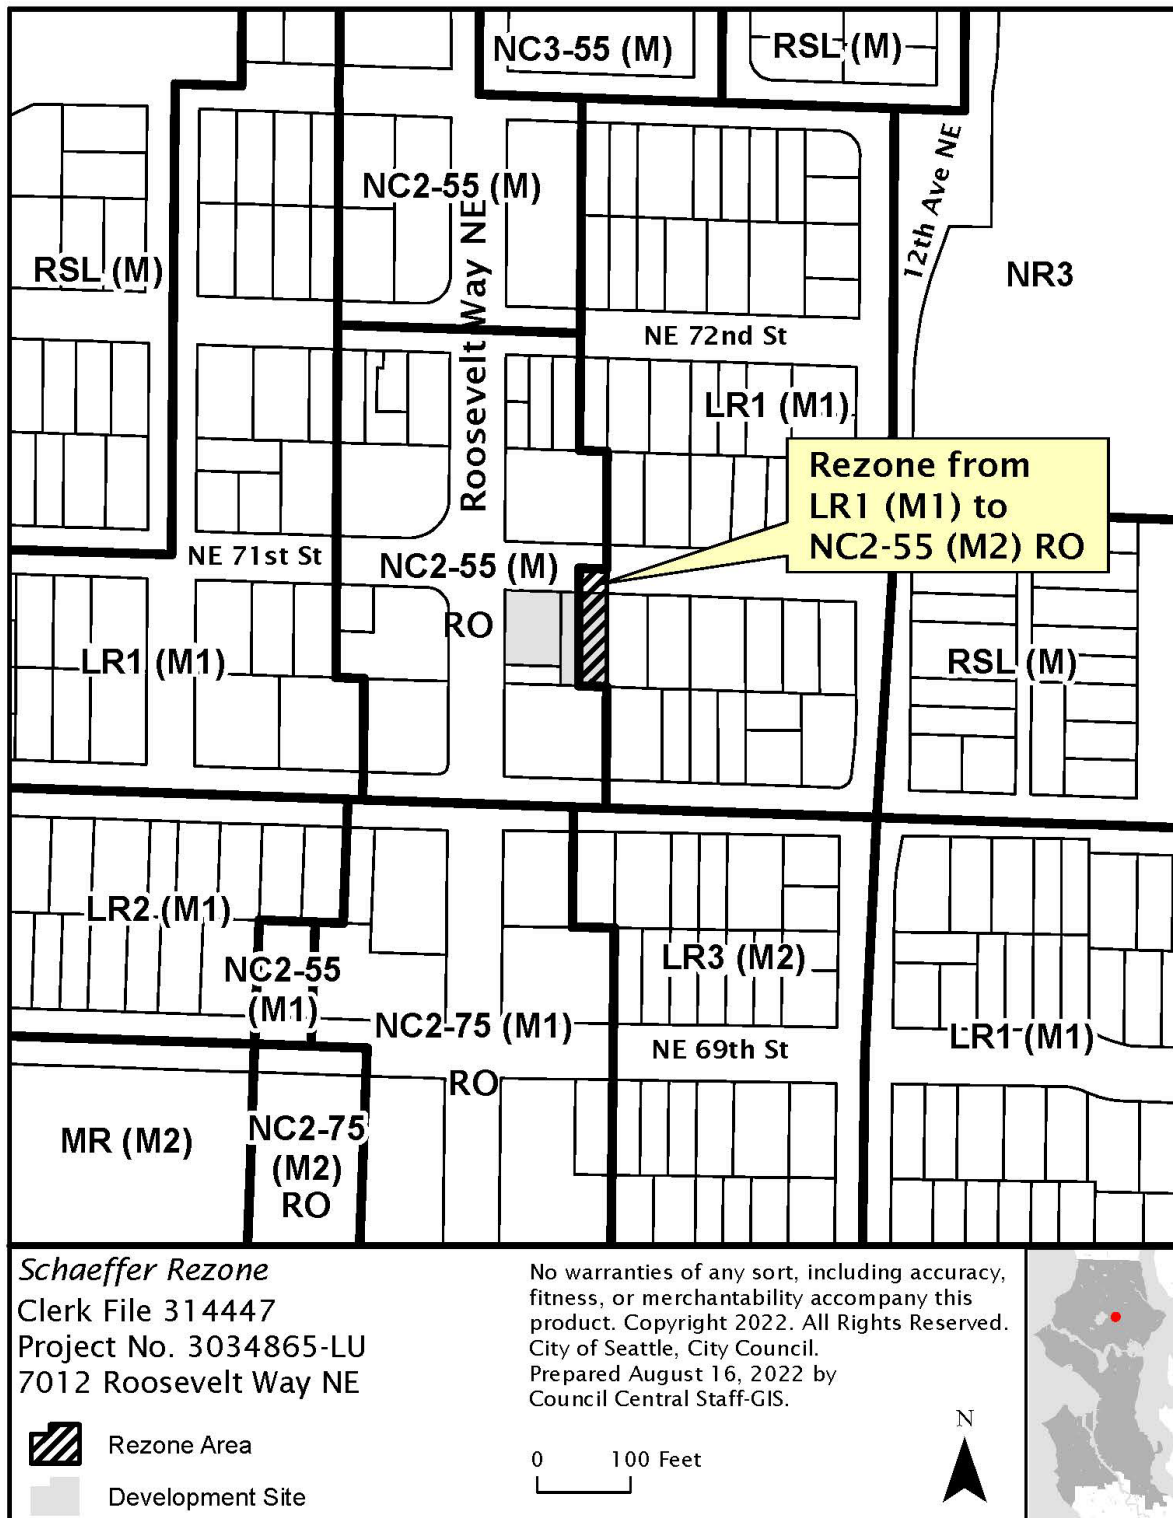 NC3-55 (M)
RSL (M)
12th Ave NE
NC2-55 (M)
Roosevelt Way NE
RSL (M)
NR3
NE 72nd St
LR1 (M1)
Rezone from
LR1 (M1) to
NC2-55 (M2) RO
NE 71st St
NC2-55 (M)
RO
LR1 (M1)
RSL (M)
LR2 (M1)
NC2-55
(M1)
LR3 (M2)
NC2-75 (M1)
RO
NE 69th St
LR1 (M1)
MR (M2)
NC2-75
(M2)
RO
Schaeffer Rezone
Clerk File 314447
Project No. 3034865-LU
7012 Roosevelt Way NE
Rezone Area
Development Site
No warranties of any sort, including accuracy,
fitness, or merchantability accompany this
product. Copyright 2022. All Rights Reserved.
City of Seattle, City Council.
Prepared August 16, 2022 by
Council Central Staff-GIS.
0 100 Feet
N